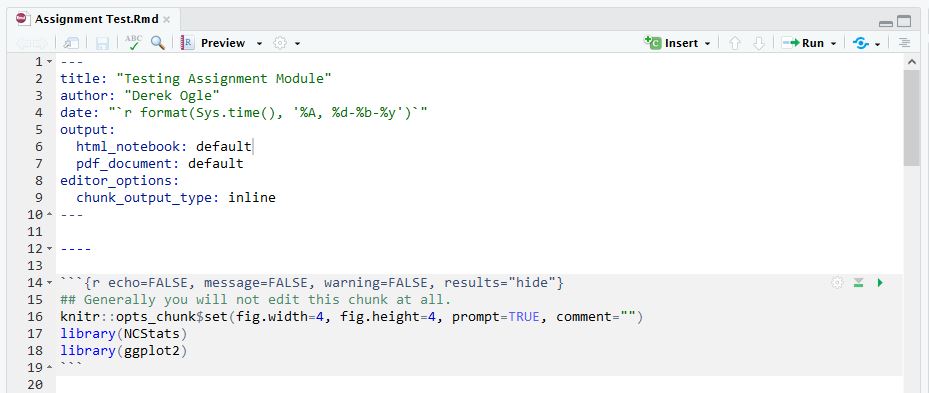 Assignment Test.Rmd
ABC Preview Insert Run
1 ---
2 title: "Testing Assignment Module"
3 author: "Derek Ogle"
4 date: "`r format(Sys.time(), '%A, %d-%b-%y')`"
5 output:
6   html_notebook: default
7   pdf_document: default
8 editor_options:
9   chunk_output_type: inline
10 ---
11
12 ----
13
14 ```{r echo=FALSE, message=FALSE, warning=FALSE, results="hide"}
15 ## Generally you will not edit this chunk at all.
16 knitr::opts_chunk$set(fig.width=4, fig.height=4, prompt=TRUE, comment="")
17 library(NCStats)
18 library(ggplot2)
19 ```
20